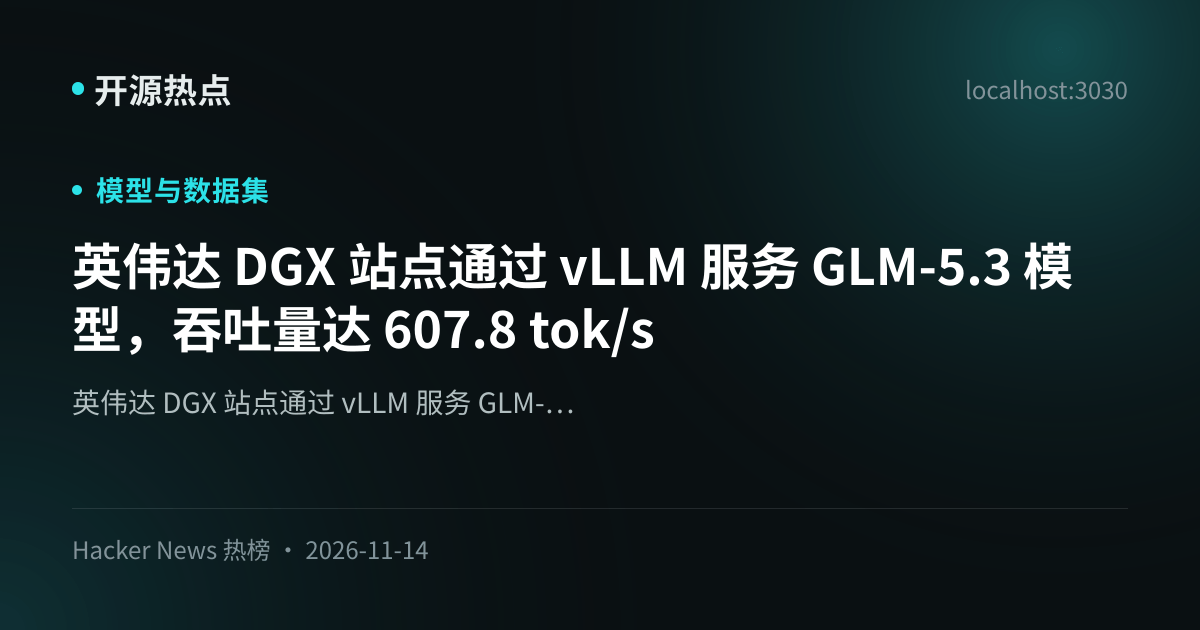 开源热点
localhost:3030
模型与数据集
英伟达 DGX 站点通过 vLLM 服务 GLM-5.3 模
型，吞吐量达 607.8 tok/s
英伟达 DGX 站点通过 vLLM 服务 GLM-…
Hacker News 热榜 · 2026-11-14